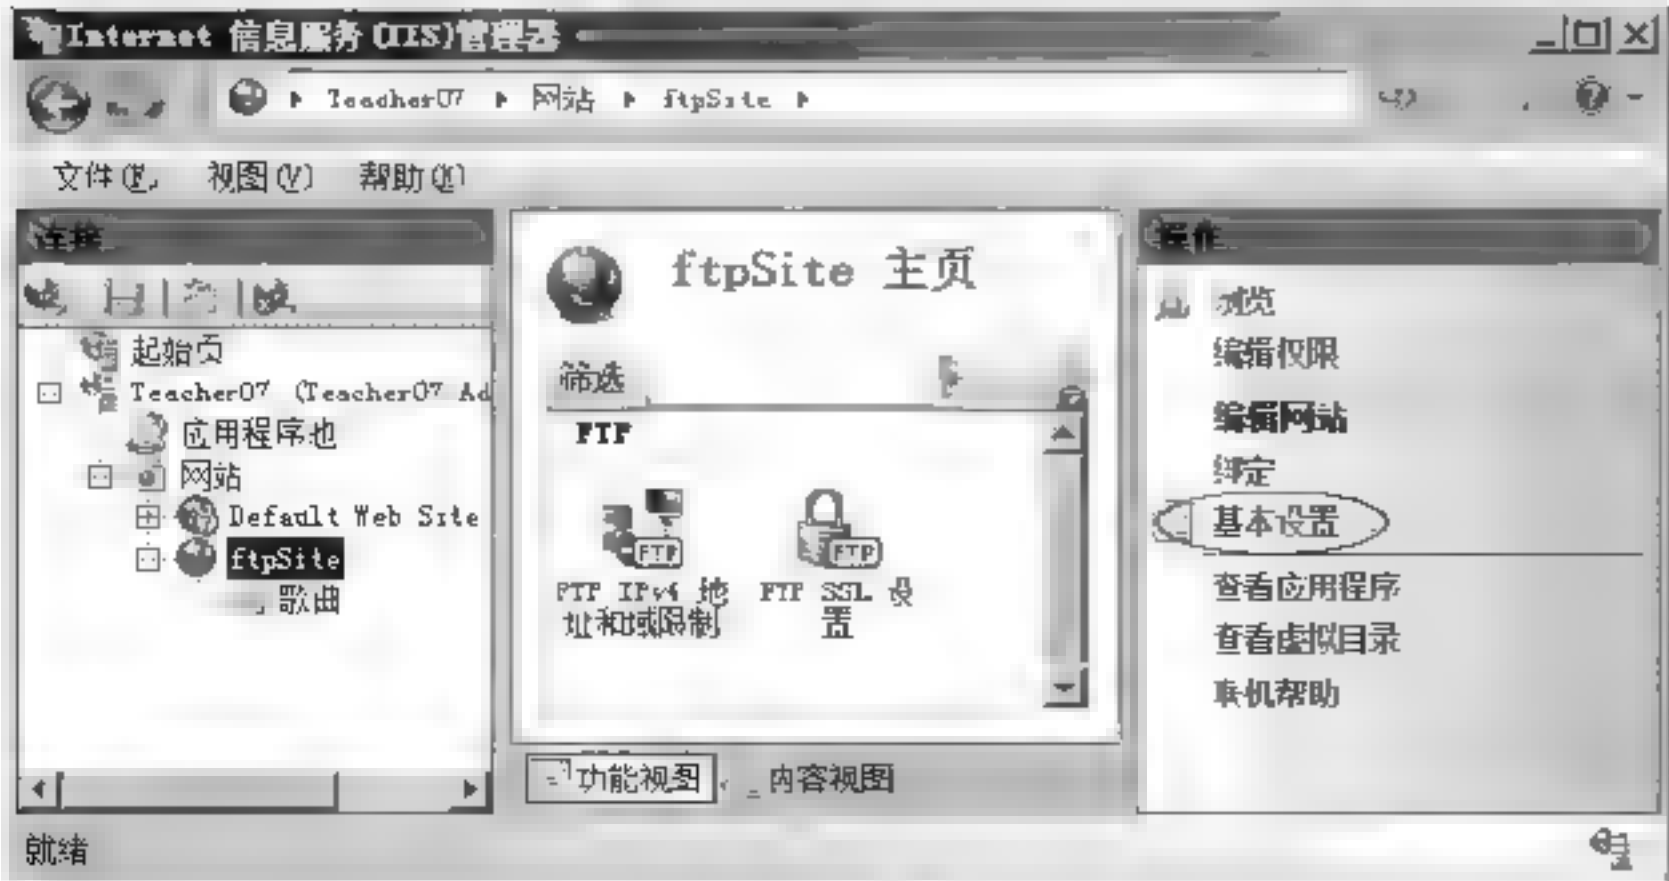 Internet 信息服务(IIS)管理器
Teacher07 网站 ftpSite
文件(F) 视图(V) 帮助(H)
连接
起始页
Teacher07 (Teacher07\Ad
应用程序池
网站
Default Web Site
ftpSite
歌曲
ftpSite 主页
筛选
FTP
FTP IPv4 地
址和域限制
FTP SSL 设
置
功能视图 内容视图
操作
浏览
编辑权限
编辑网站
绑定
基本设置
查看应用程序
查看虚拟目录
联机帮助
就绪